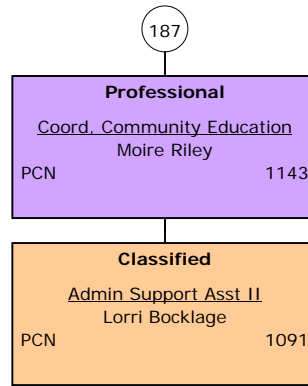 187
Professional
Coord, Community Education
Moire Riley
PCN 1143
Classified
Admin Support Asst II
Lorri Bocklage
PCN 1091